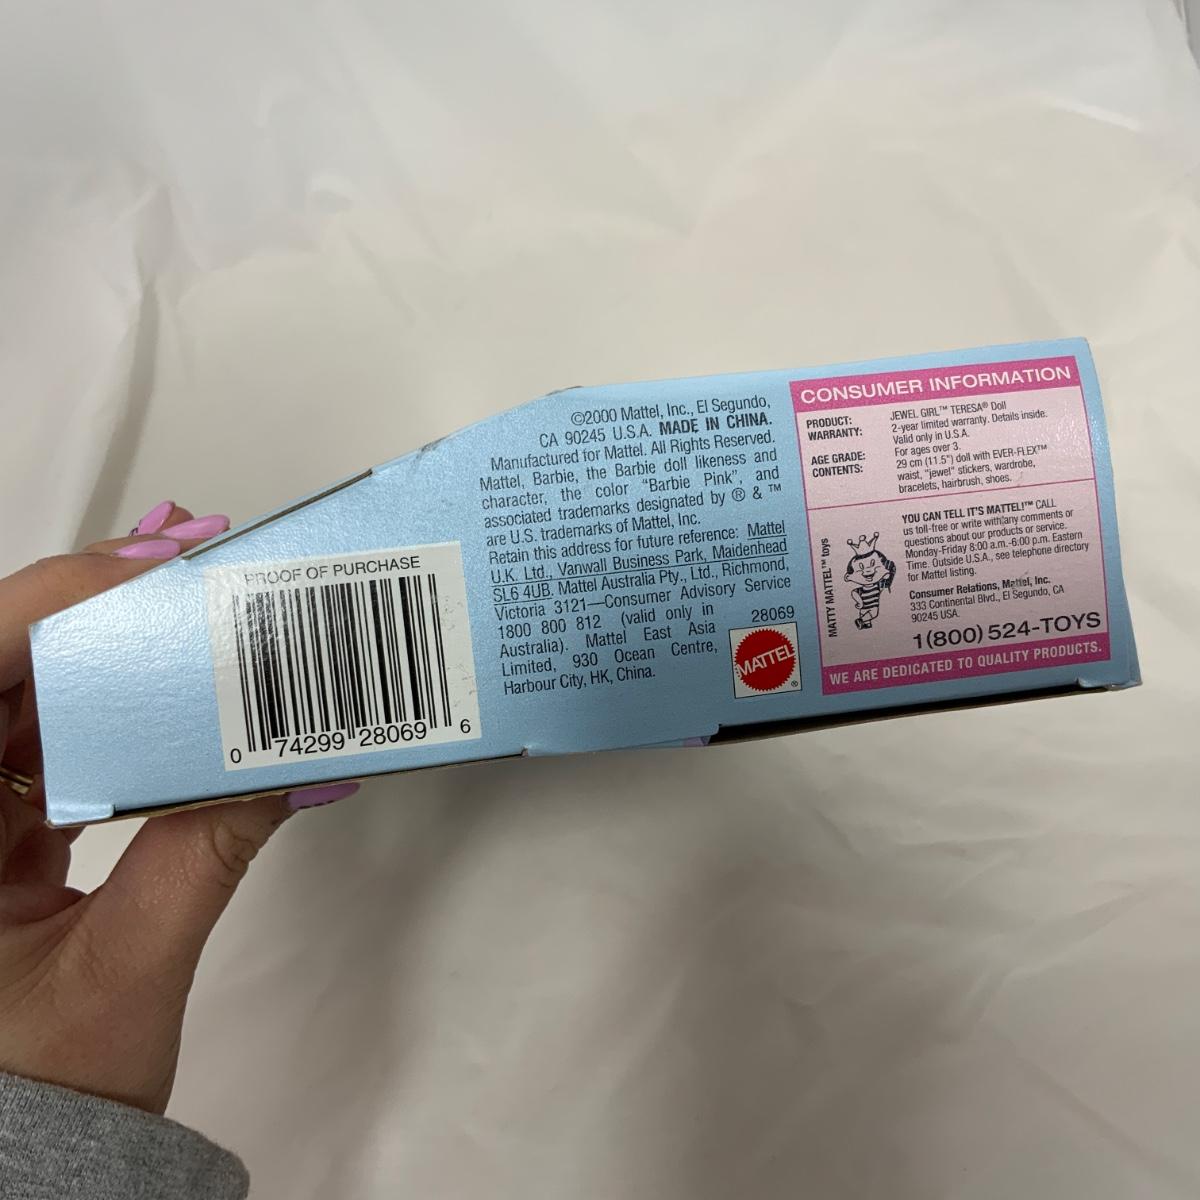 PROOF OF PURCHASE
0 74299 28069 6
©2000 Mattel, Inc., El Segundo,
CA 90245 U.S.A. MADE IN CHINA.
Manufactured for Mattel. All Rights Reserved.
Mattel, Barbie, the Barbie doll likeness and
character, the color "Barbie Pink", and
associated trademarks designated by ® & ™
are U.S. trademarks of Mattel, Inc.
Retain this address for future reference: Mattel
U.K. Ltd., Vanwall Business Park, Maidenhead
SL6 4UB. Mattel Australia Pty., Ltd., Richmond,
Victoria 3121—Consumer Advisory Service
1800 800 812 (valid only in
Australia). Mattel East Asia
Limited, 930 Ocean Centre,
Harbour City, HK, China.
28069
MATTEL®
CONSUMER INFORMATION
PRODUCT: JEWEL GIRL™ TERESA® Doll
WARRANTY: 2-year limited warranty. Details inside.
Valid only in U.S.A.
AGE GRADE: For ages over 3.
CONTENTS: 29 cm (11.5") doll with EVER-FLEX™
waist, "jewel" stickers, wardrobe,
bracelets, hairbrush, shoes.
MATTY MATTEL™ toys
YOU CAN TELL IT'S MATTEL!™ CALL
us toll-free or write with any comments or
questions about our products or service.
Monday-Friday 8:00 a.m.-6:00 p.m. Eastern
Time. Outside U.S.A., see telephone directory
for Mattel listing.
Consumer Relations, Mattel, Inc.
333 Continental Blvd., El Segundo, CA
90245 USA.
1(800) 524-TOYS
WE ARE DEDICATED TO QUALITY PRODUCTS.